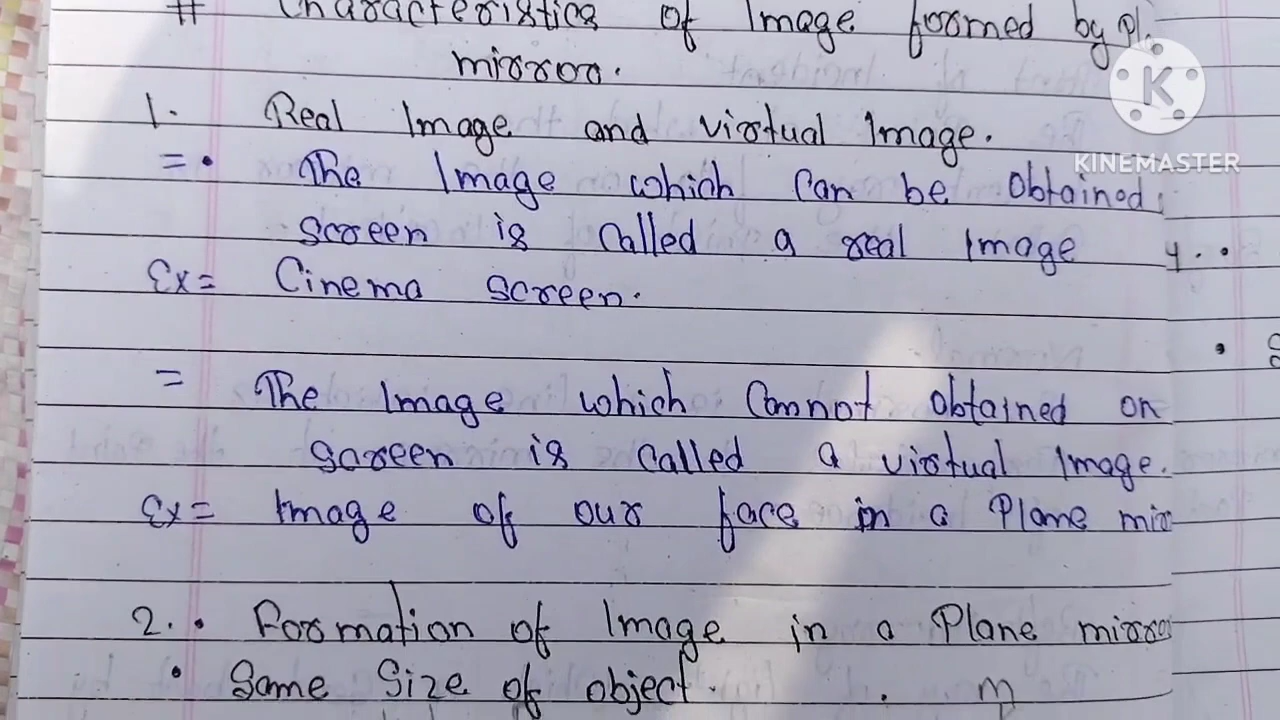 # Characteristics of Image formed by Pl.
mirror.
1. Real Image and virtual Image.
K
KINEMASTER
= • The Image which can be obtained
screen is called a real Image
4. •
Ex = Cinema screen.
•
= The Image which Cannot obtained on
screen is called a virtual Image.
Ex = Image of our face in a Plane mir
2. • Formation of Image in a Plane mirro
• Same size of object.